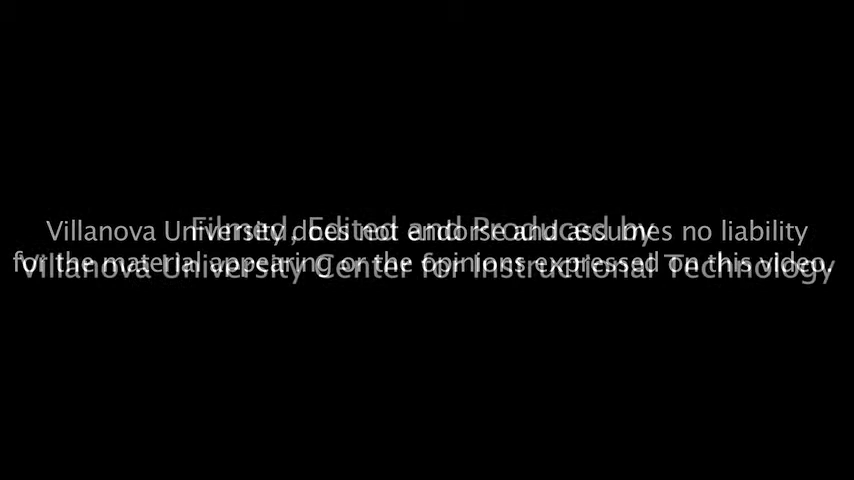 Filmed, Edited and Produced by
Villanova University Center for Instructional Technology
Villanova University does not endorse and assumes no liability
for the material appearing or the opinions expressed on this video.